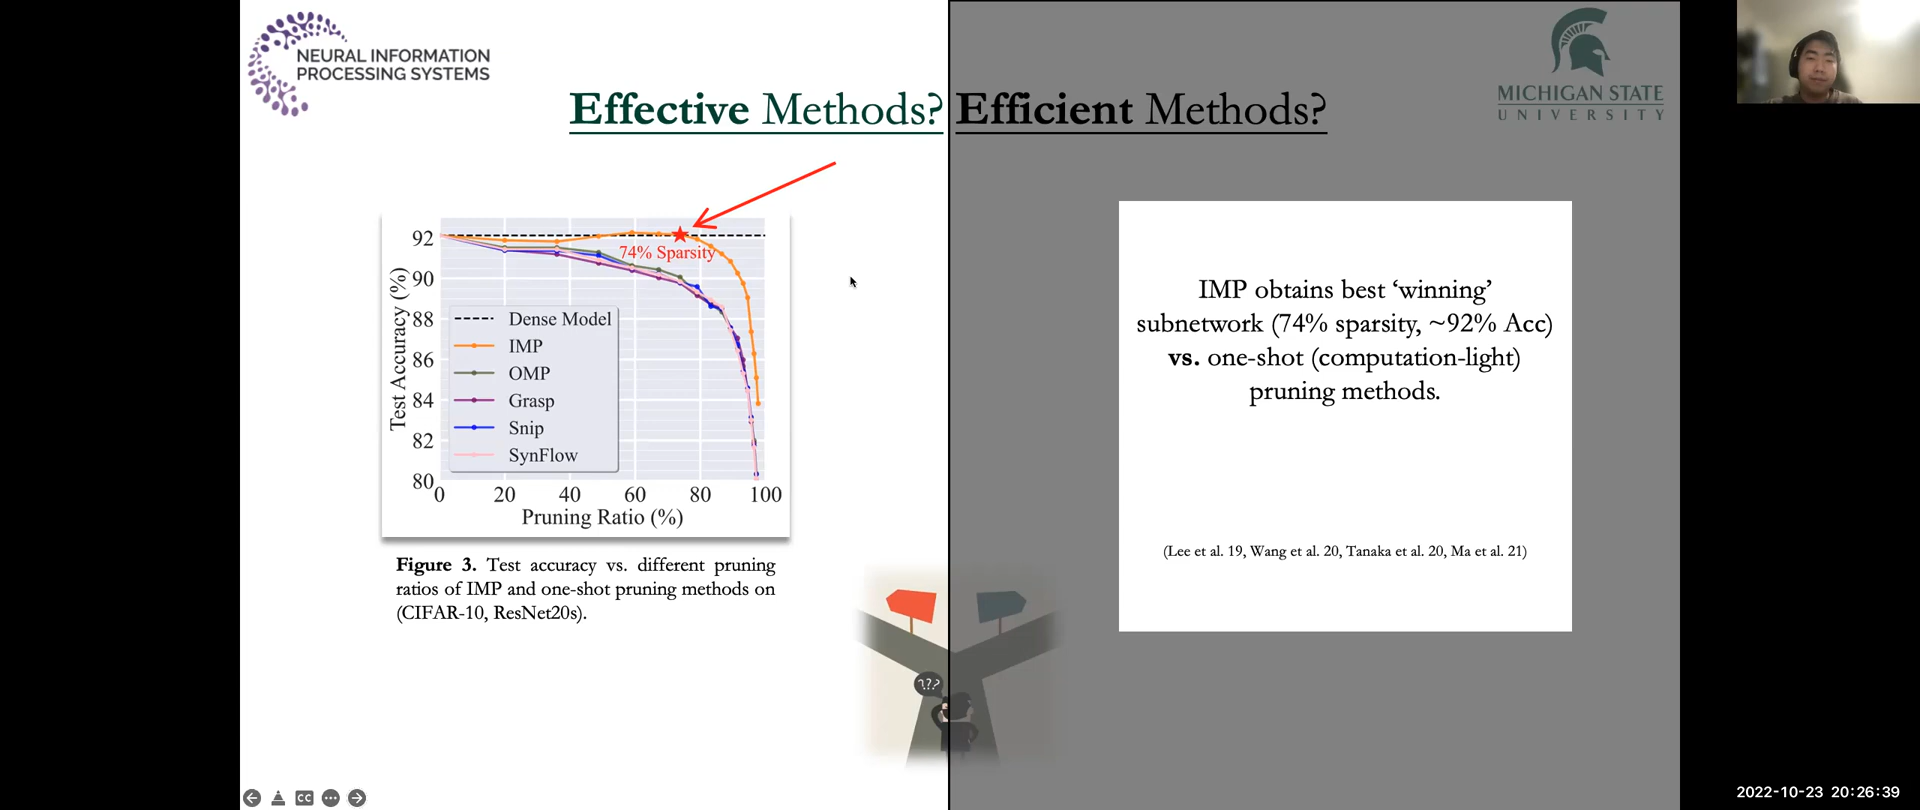 NEURAL INFORMATION
PROCESSING SYSTEMS
MICHIGAN STATE
UNIVERSITY
Effective Methods? Efficient Methods?
92
90
88
86
84
82
80
Test Accuracy (%)
74% Sparsity
Dense Model
IMP
OMP
Grasp
Snip
SynFlow
0 20 40 60 80 100
Pruning Ratio (%)
Figure 3. Test accuracy vs. different pruning
ratios of IMP and one-shot pruning methods on
(CIFAR-10, ResNet20s).
IMP obtains best ‘winning’
subnetwork (74% sparsity, ~92% Acc)
vs. one-shot (computation-light)
pruning methods.
(Lee et al. 19, Wang et al. 20, Tanaka et al. 20, Ma et al. 21)
???
CC
2022-10-23 20:26:39